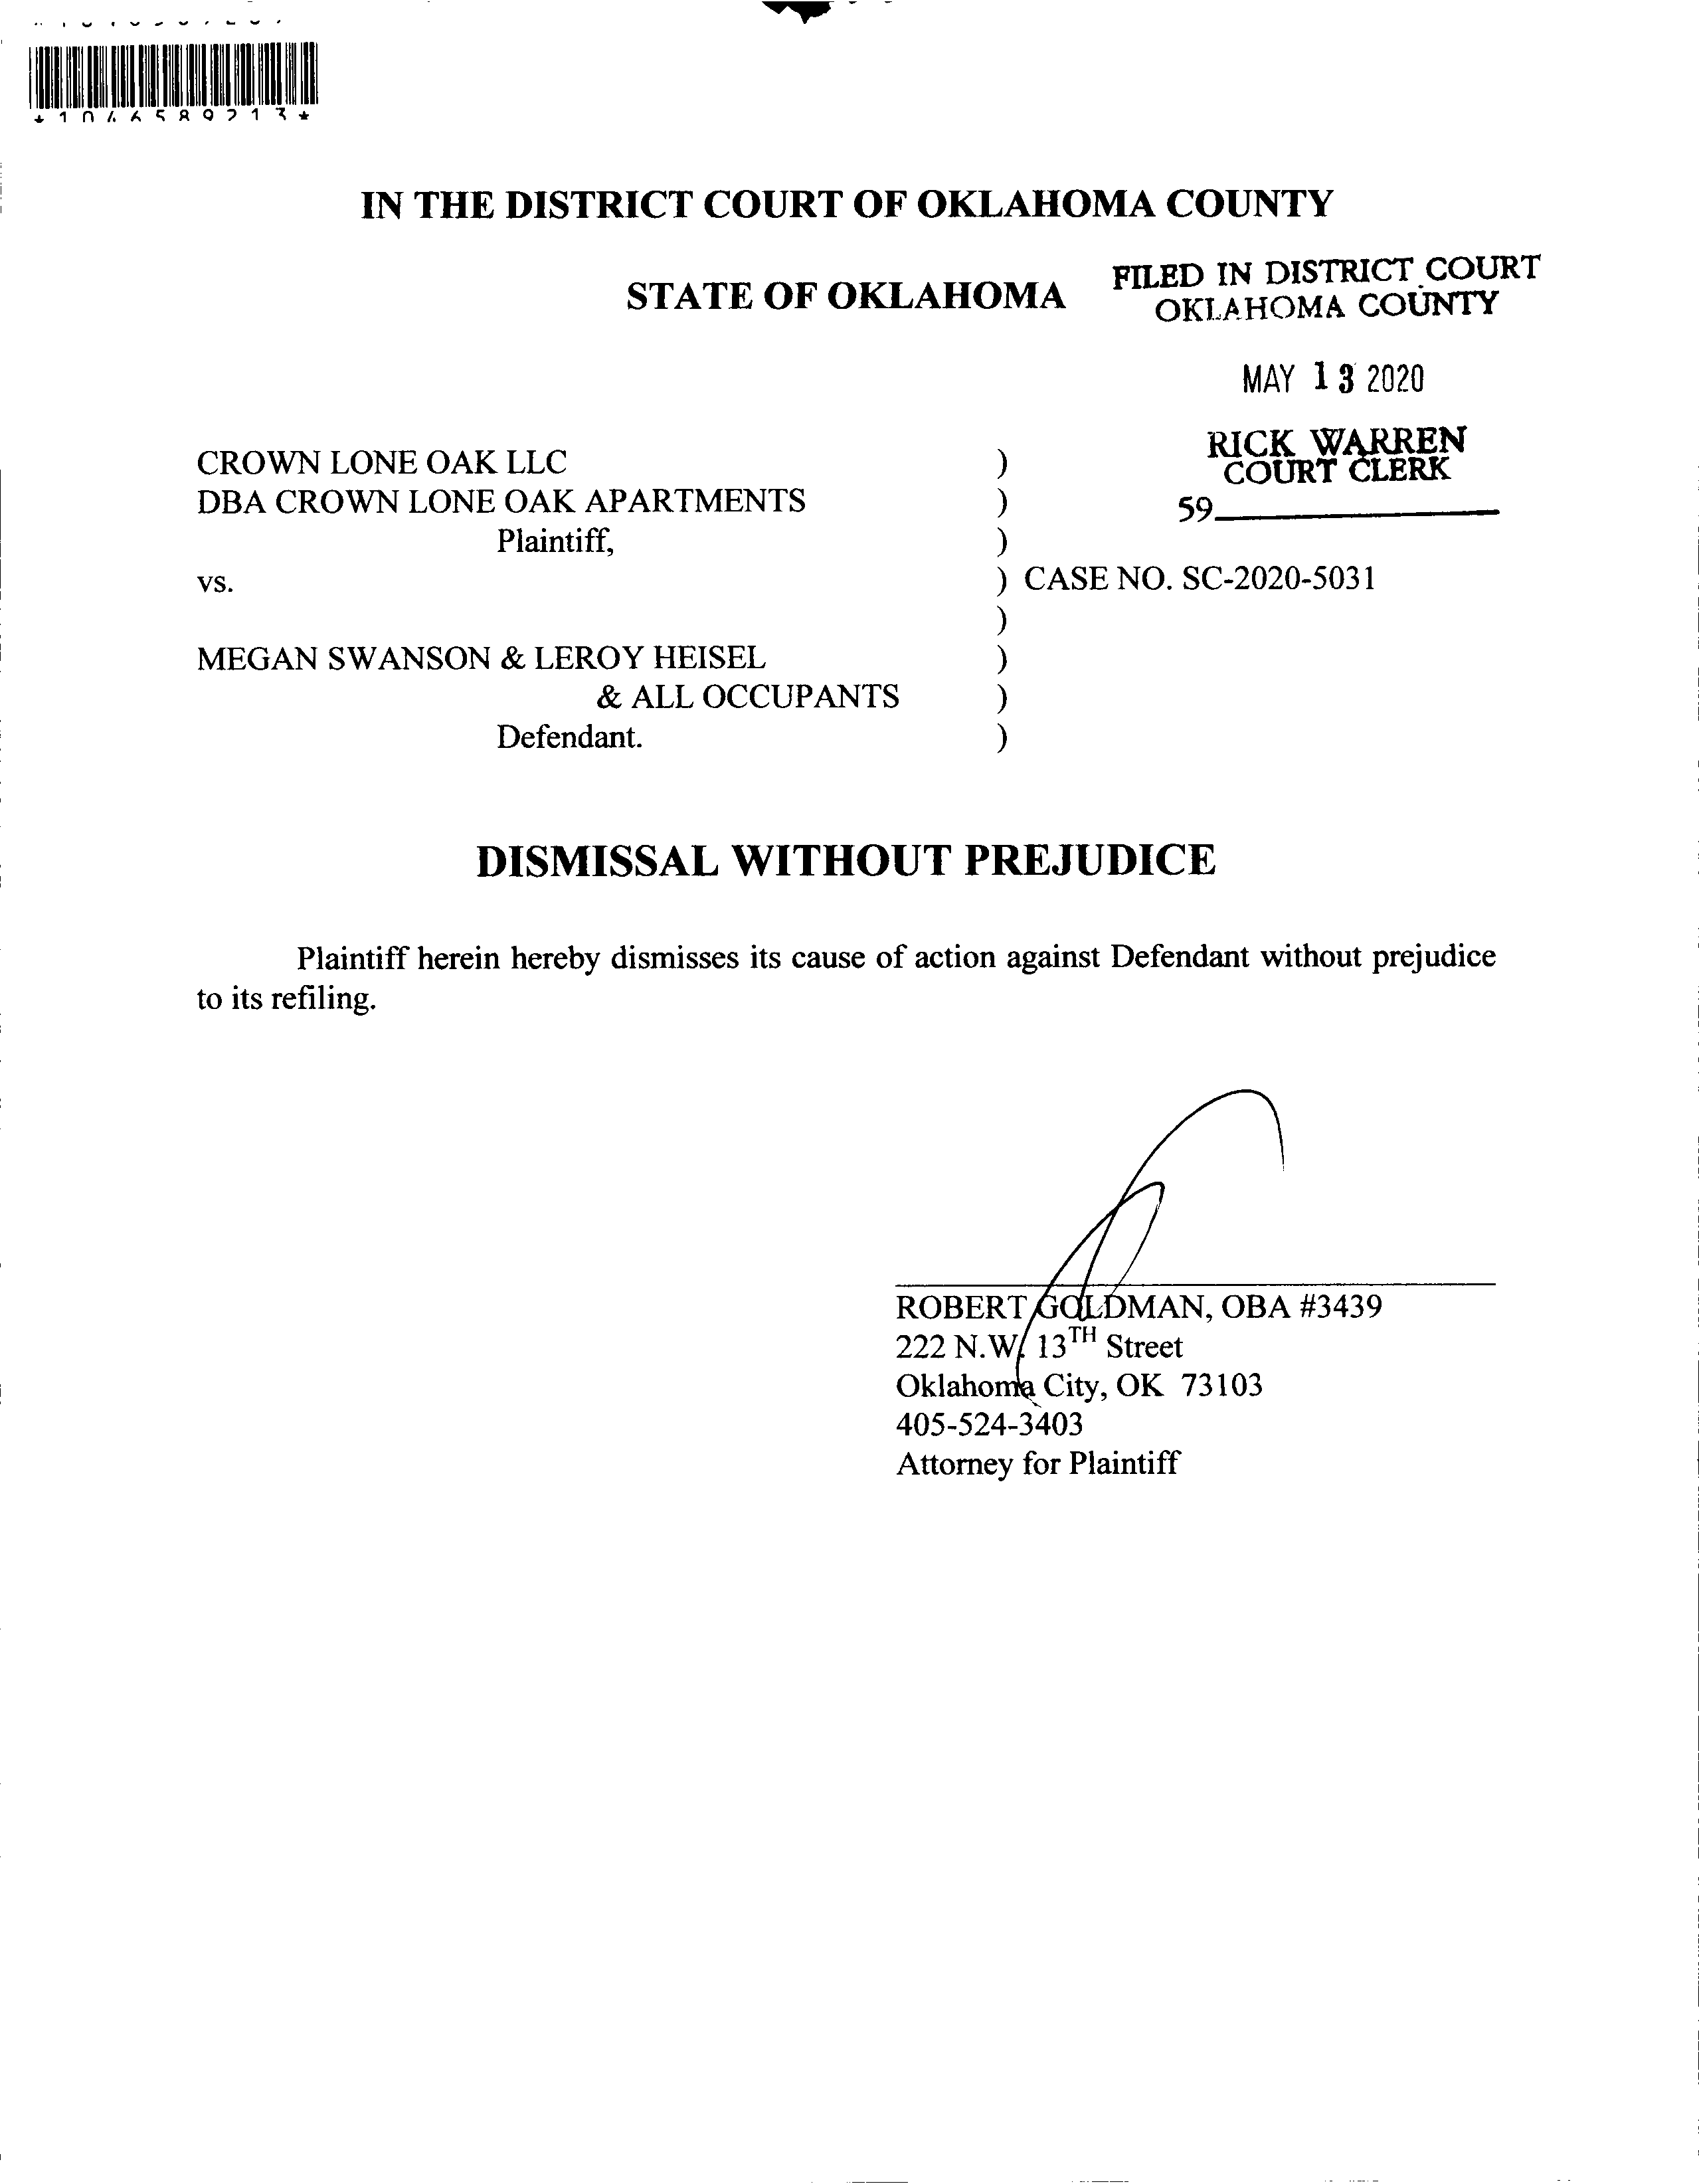 *1046589213*
IN THE DISTRICT COURT OF OKLAHOMA COUNTY
STATE OF OKLAHOMA
FILED IN DISTRICT COURT
OKLAHOMA COUNTY
MAY 13 2020
RICK WARREN
COURT CLERK
59
CROWN LONE OAK LLC )
DBA CROWN LONE OAK APARTMENTS )
Plaintiff, )
vs. ) CASE NO. SC-2020-5031
)
MEGAN SWANSON & LEROY HEISEL )
& ALL OCCUPANTS )
Defendant. )
DISMISSAL WITHOUT PREJUDICE
Plaintiff herein hereby dismisses its cause of action against Defendant without prejudice
to its refiling.
ROBERT GOLDMAN, OBA #3439
222 N.W. 13TH Street
Oklahoma City, OK 73103
405-524-3403
Attorney for Plaintiff